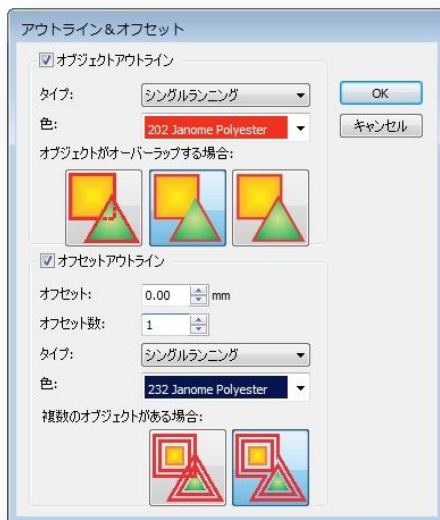 アウトライン&オフセット
オブジェクトアウトライン
タイプ: シングルランニング OK
色: 202 Janome Polyester キャンセル
オブジェクトがオーバーラップする場合:
オフセットアウトライン
オフセット: 0.00 mm
オフセット数: 1
タイプ: シングルランニング
色: 232 Janome Polyester
複数のオブジェクトがある場合: